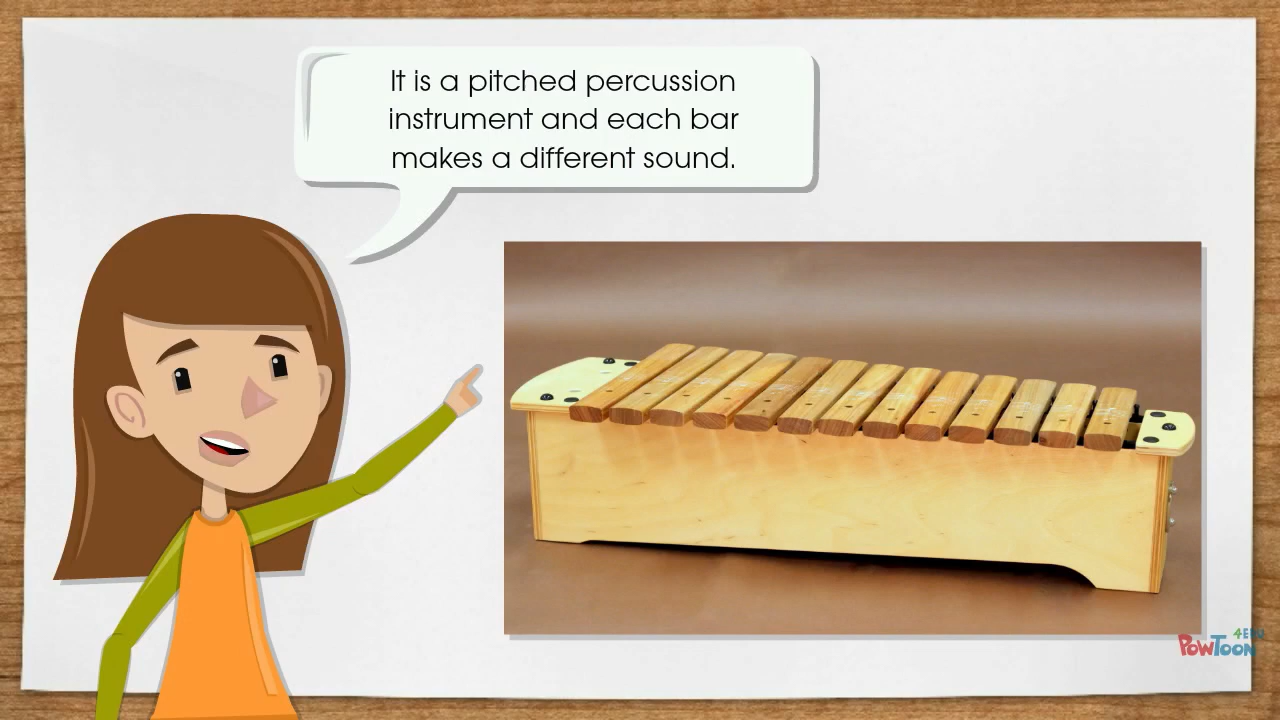 It is a pitched percussion
instrument and each bar
makes a different sound.
4EDU
POWTOON